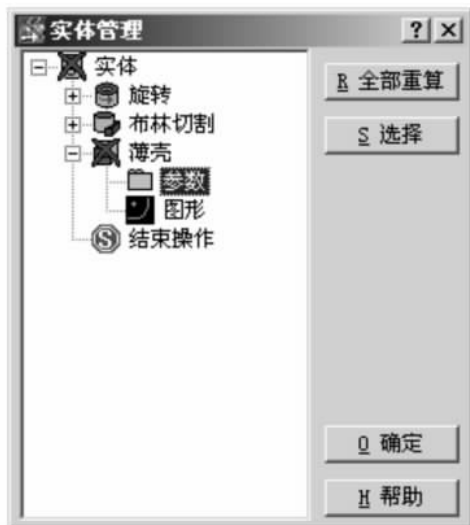 实体管理
实体
旋转
布林切割
薄壳
参数
图形
结束操作
R 全部重算
S 选择
O 确定
H 帮助